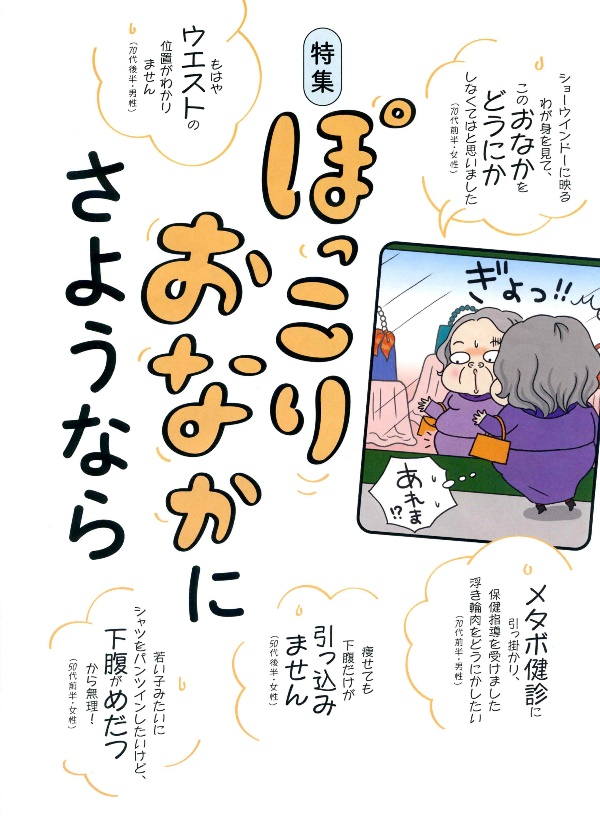 特集
ぽっこり
おなかに
さようなら
ショーウインドーに映る
わが身を見て、
このおなかを
どうにか
しなくてはと思いました
(70代前半・女性)
もはや
ウエストの
位置がわかり
ません
(70代後半・男性)
ぎょっ!!
あれま
!?
メタボ健診に
引っ掛かり、
保健指導を受けました
浮き輪肉をどうにかしたい
(70代前半・男性)
痩せても
下腹だけが
引っ込み
ません
(50代後半・女性)
若い子みたいに
シャツをパンツインしたいけど、
下腹がめだつ
から無理!
(50代前半・女性)